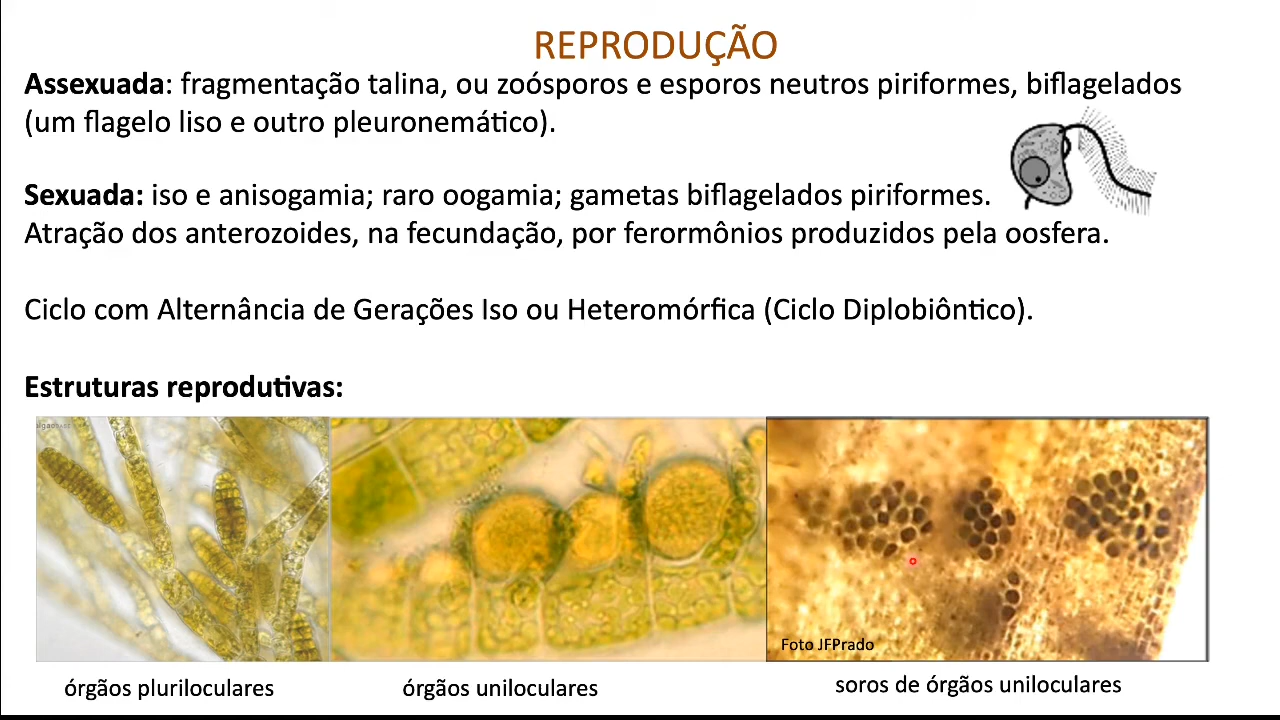 REPRODUÇÃO
Assexuada: fragmentação talina, ou zoósporos e esporos neutros piriformes, biflagelados
(um flagelo liso e outro pleuronemático).
Sexuada: iso e anisogamia; raro oogamia; gametas biflagelados piriformes.
Atração dos anterozoides, na fecundação, por ferormônios produzidos pela oosfera.
Ciclo com Alternância de Gerações Iso ou Heteromórfica (Ciclo Diplobiôntico).
Estruturas reprodutivas:
Foto JFPrado
órgãos pluriloculares
órgãos uniloculares
soros de órgãos uniloculares